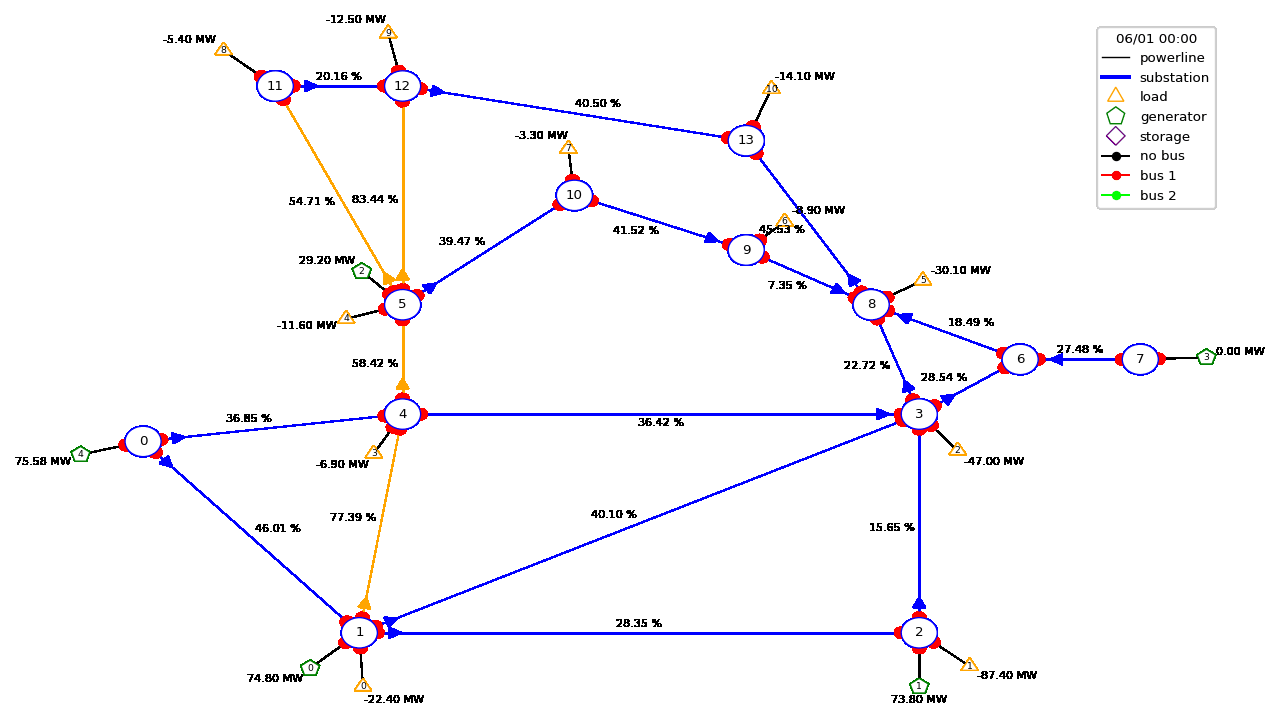 06/01 00:00
powerline
substation
load
generator
storage
no bus
bus 1
bus 2
-12.50 MW
9
-5.40 MW
8
11
20.16 %
12
40.50 %
-14.10 MW
10
13
-3.30 MW
7
10
54.71 %
83.44 %
39.47 %
41.52 %
-8.90 MW
6
45.53 %
9
7.35 %
29.20 MW
2
5
-11.60 MW
4
-30.10 MW
5
8
18.49 %
22.72 %
28.54 %
6
27.48 %
7
3
0.00 MW
58.42 %
36.85 %
4
36.42 %
3
0
75.58 MW
4
-6.90 MW
3
2
-47.00 MW
46.01 %
77.39 %
40.10 %
15.65 %
1
28.35 %
2
74.80 MW
0
0
-22.40 MW
1
73.80 MW
1
-87.40 MW